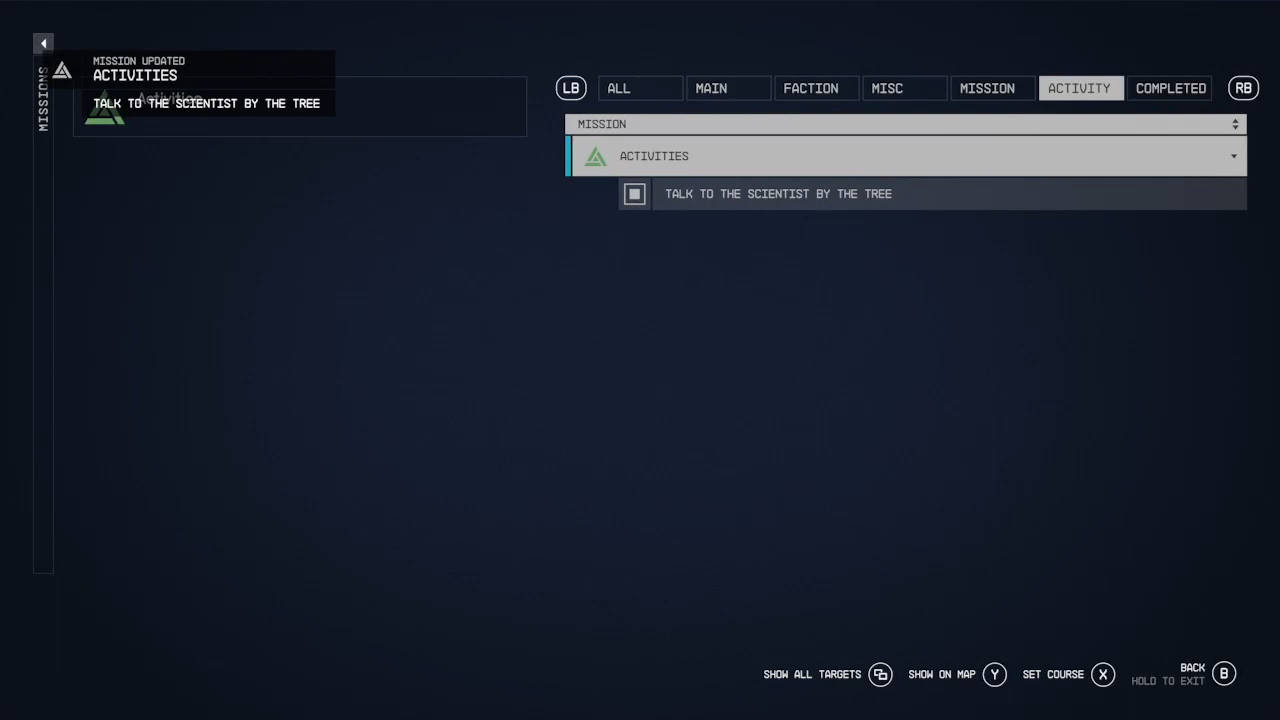 MISSIONS
MISSION UPDATED
ACTIVITIES
Activities
TALK TO THE SCIENTIST BY THE TREE
LB
ALL
MAIN
FACTION
MISC
MISSION
ACTIVITY
COMPLETED
RB
MISSION
ACTIVITIES
TALK TO THE SCIENTIST BY THE TREE
SHOW ALL TARGETS
SHOW ON MAP Y
SET COURSE X
BACK B
HOLD TO EXIT